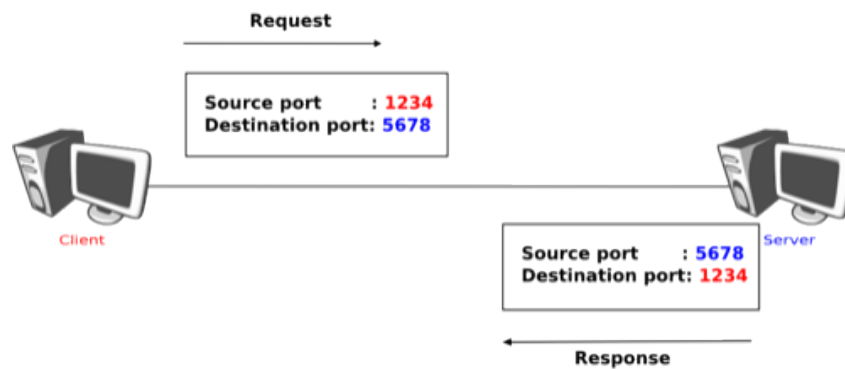 Request
Source port : 1234
Destination port: 5678
Client
Server
Source port : 5678
Destination port: 1234
Response